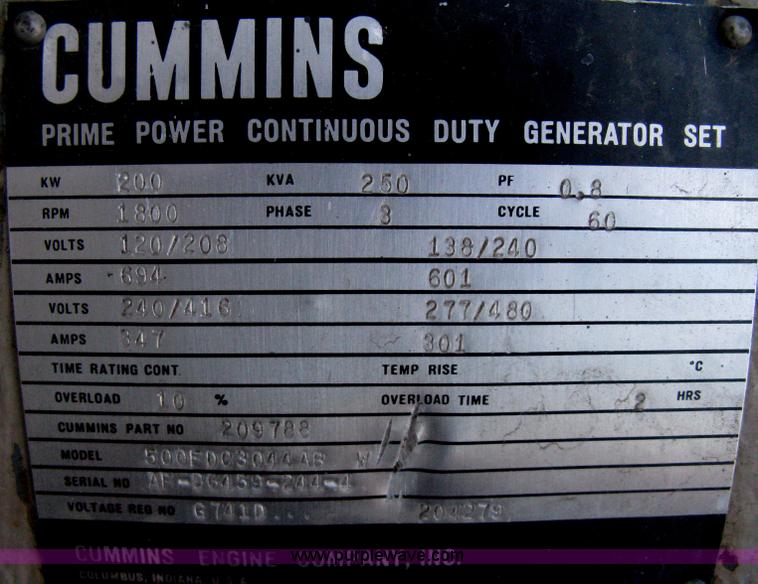 CUMMINS
PRIME POWER CONTINUOUS DUTY GENERATOR SET
KW 200 KVA 250 PF 0.8
RPM 1800 PHASE 3 CYCLE 60
VOLTS 120/208 138/240
AMPS 694 601
VOLTS 240/416 277/480
AMPS 347 301
TIME RATING CONT. TEMP RISE °C
OVERLOAD 10 % OVERLOAD TIME 2 HRS
CUMMINS PART NO 209788
MODEL W
SERIAL NO
VOLTAGE REG NO G741D... 204279
CUMMINS ENGINE COMPANY, INC.
www.purplewave.com
COLUMBUS, INDIANA, U.S.A.